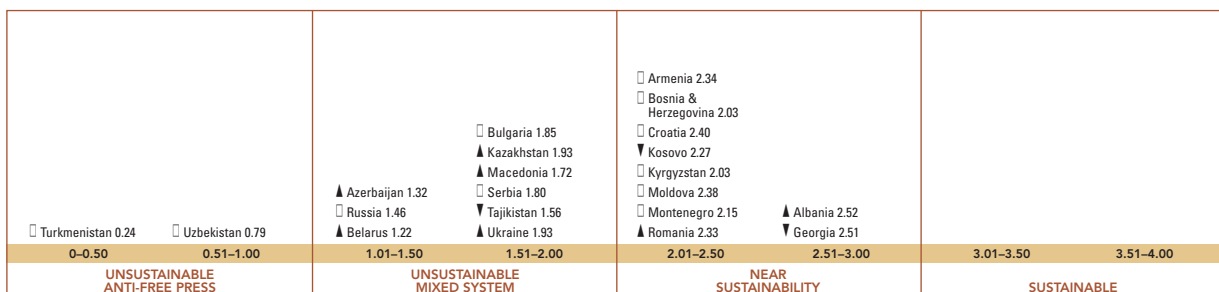 ▯ Armenia 2.34
▯ Bosnia &
Herzegovina 2.03
▯ Bulgaria 1.85
▯ Croatia 2.40
▲ Kazakhstan 1.93
▼ Kosovo 2.27
▲ Macedonia 1.72
▯ Kyrgyzstan 2.03
▲ Azerbaijan 1.32
▯ Serbia 1.80
▯ Moldova 2.38
▯ Russia 1.46
▼ Tajikistan 1.56
▯ Montenegro 2.15
▲ Albania 2.52
▯ Turkmenistan 0.24
▯ Uzbekistan 0.79
▲ Belarus 1.22
▲ Ukraine 1.93
▲ Romania 2.33
▼ Georgia 2.51
0–0.50
0.51–1.00
1.01–1.50
1.51–2.00
2.01–2.50
2.51–3.00
3.01–3.50
3.51–4.00
UNSUSTAINABLE
ANTI-FREE PRESS
UNSUSTAINABLE
MIXED SYSTEM
NEAR
SUSTAINABILITY
SUSTAINABLE